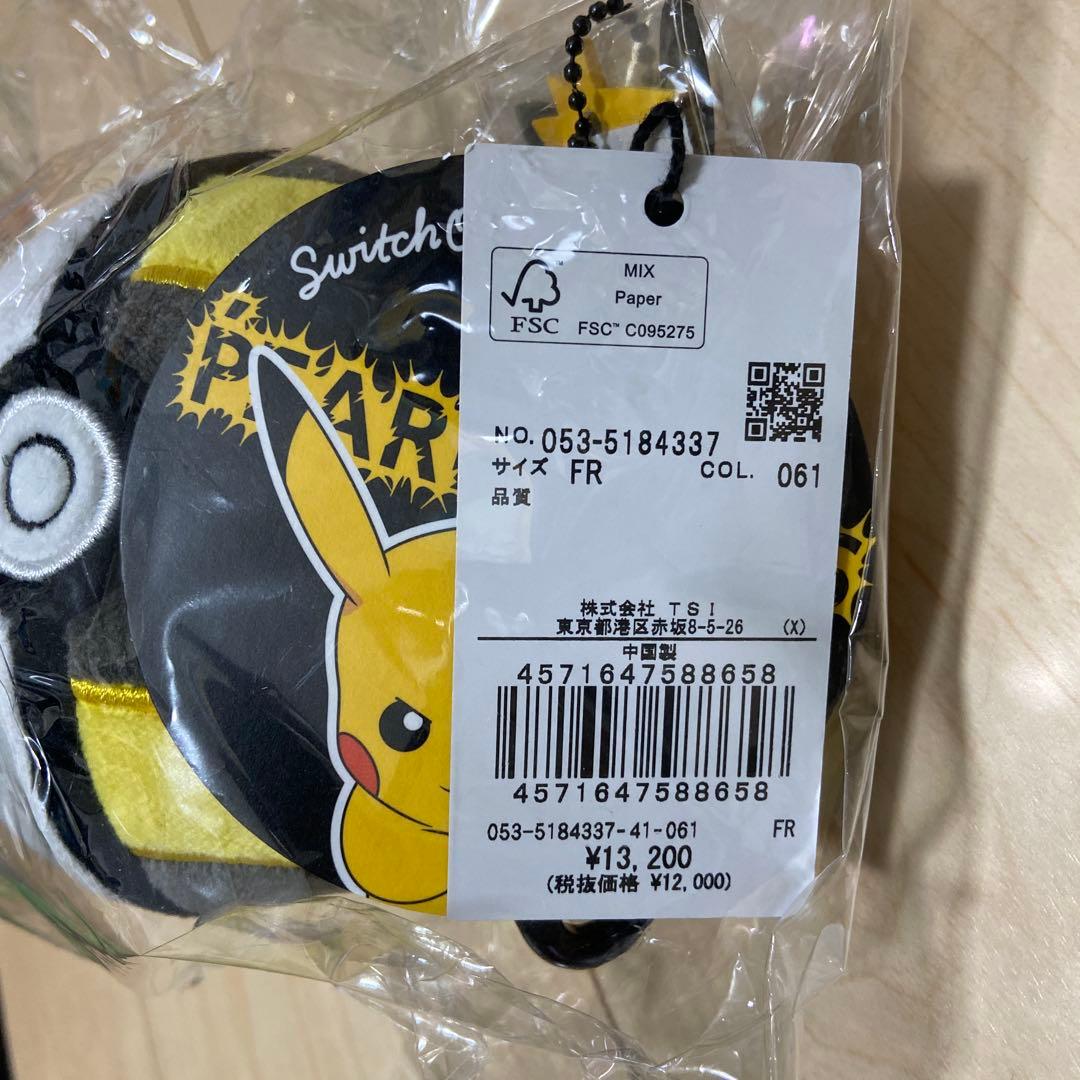 Switch
PEAR
MIX
Paper
FSC™ C095275
FSC
NO. 053-5184337
サイズ FR COL. 061
品質
株式会社 TSI
東京都港区赤坂8-5-26 (X)
中国製
4571647588658
4571647588658
053-5184337-41-061 FR
¥13,200
(税抜価格 ¥12,000)